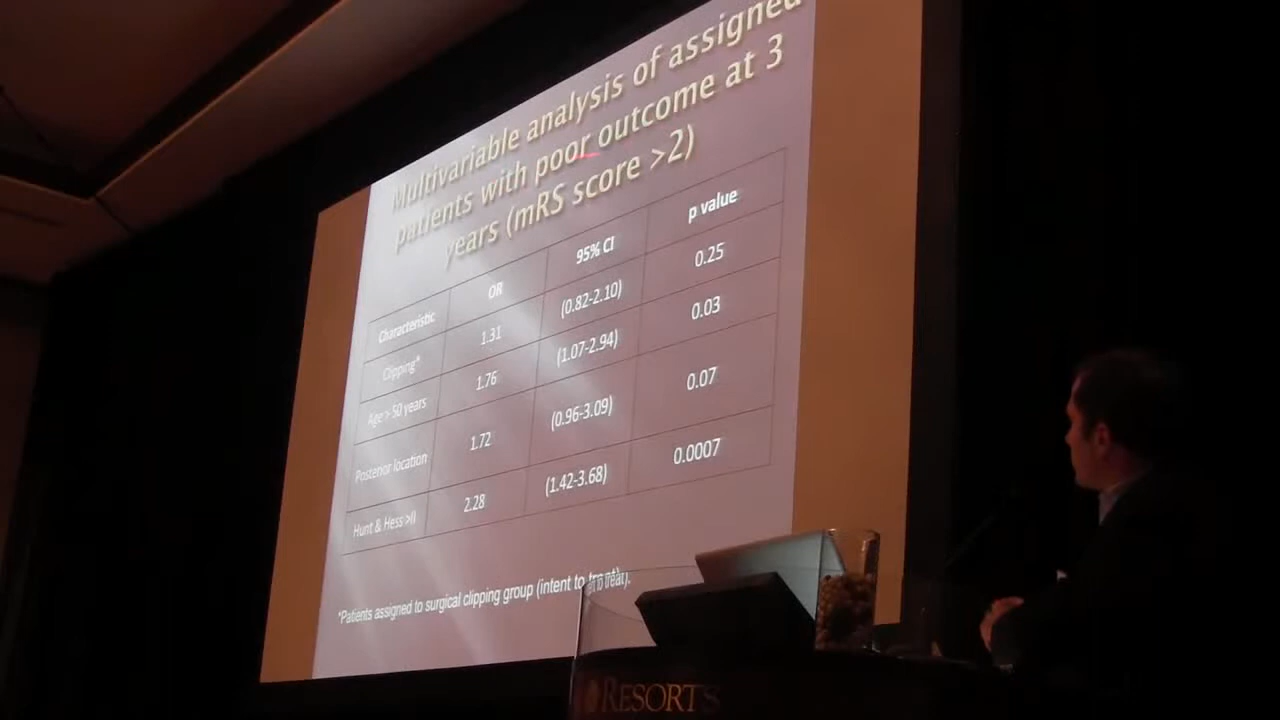 Multivariable analysis of assigned
patients with poor outcome at 3
years (mRS score >2)
Characteristic OR 95% CI p value
Clipping* 1.31 (0.82-2.10) 0.25
Age > 50 years 1.76 (1.07-2.94) 0.03
Posterior location 1.72 (0.96-3.09) 0.07
Hunt & Hess >II 2.28 (1.42-3.68) 0.0007
*Patients assigned to surgical clipping group (intent to treat).
RESORTS